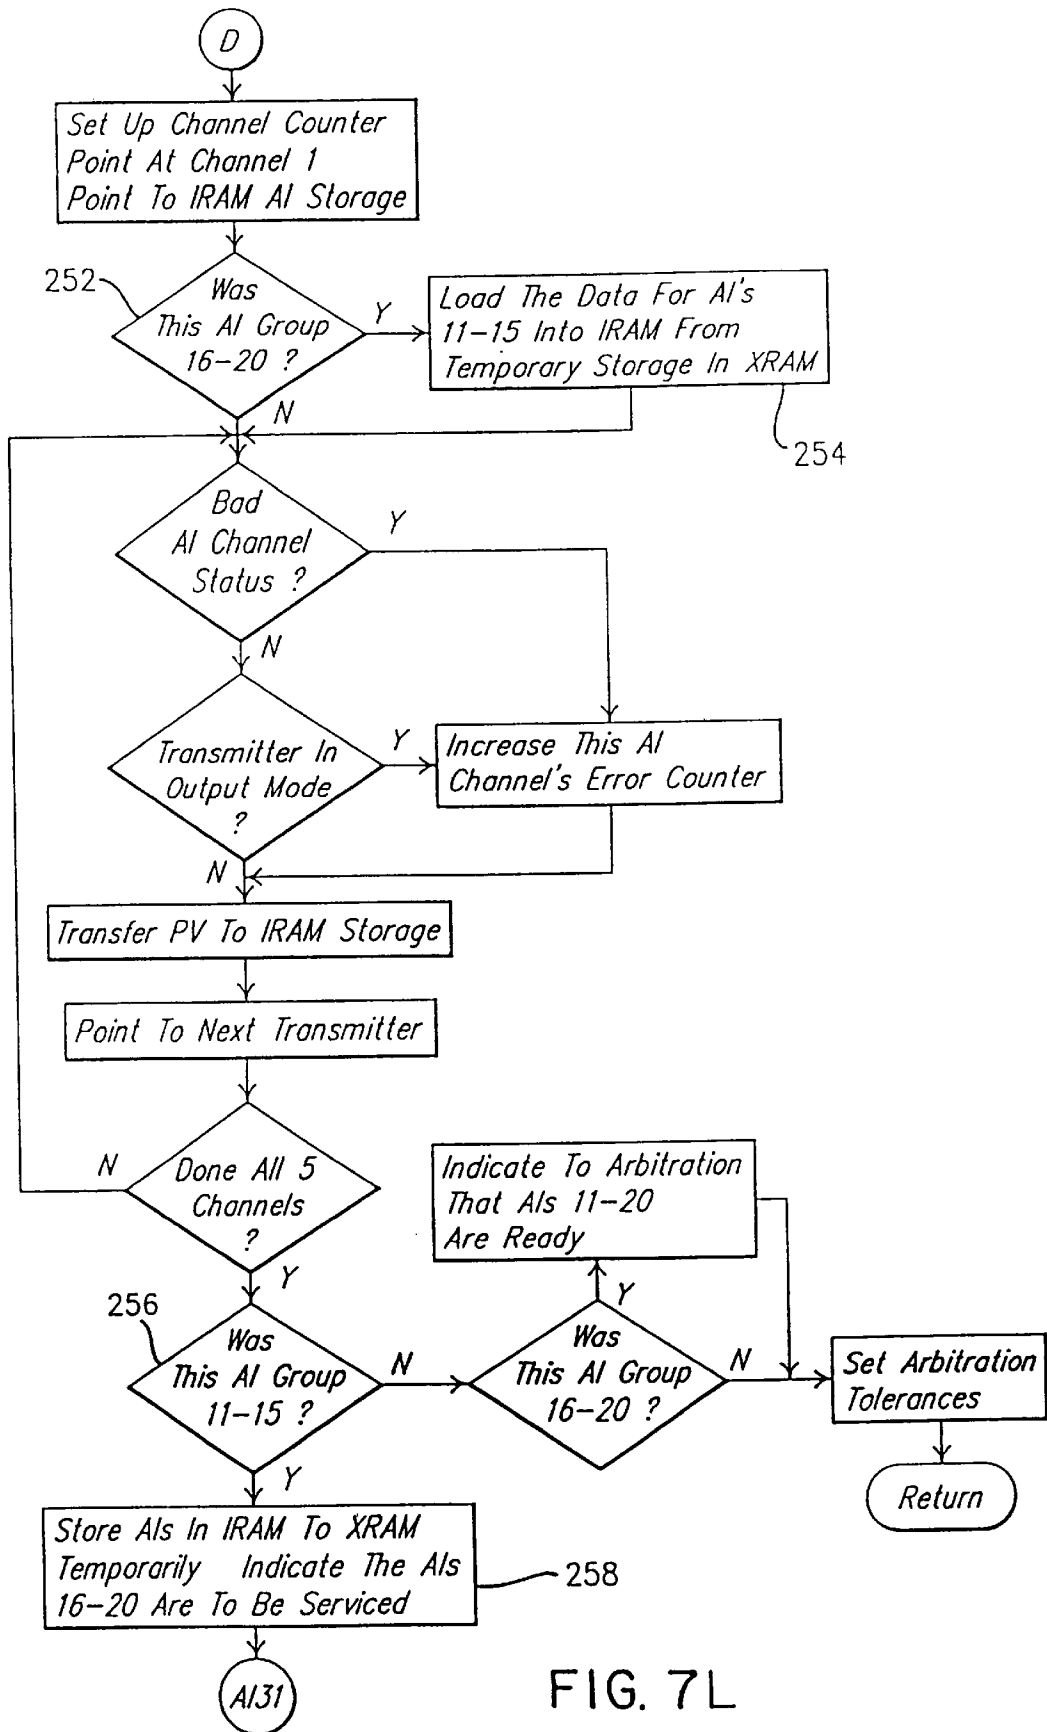 D
Set Up Channel Counter
Point At Channel 1
Point To IRAM AI Storage
252
Was
This AI Group
16-20 ?
Y
N
Load The Data For AI's
11-15 Into IRAM From
Temporary Storage In XRAM
254
Bad
AI Channel
Status ?
Y
N
Transmitter In
Output Mode
?
Y
N
Increase This AI
Channel's Error Counter
Transfer PV To IRAM Storage
Point To Next Transmitter
Done All 5
Channels
?
N
Y
Indicate To Arbitration
That AIs 11-20
Are Ready
256
Was
This AI Group
11-15 ?
N
Y
Was
This AI Group
16-20 ?
Y
N
Set Arbitration
Tolerances
Return
Store AIs In IRAM To XRAM
Temporarily Indicate The AIs
16-20 Are To Be Serviced
258
AI31
FIG. 7L